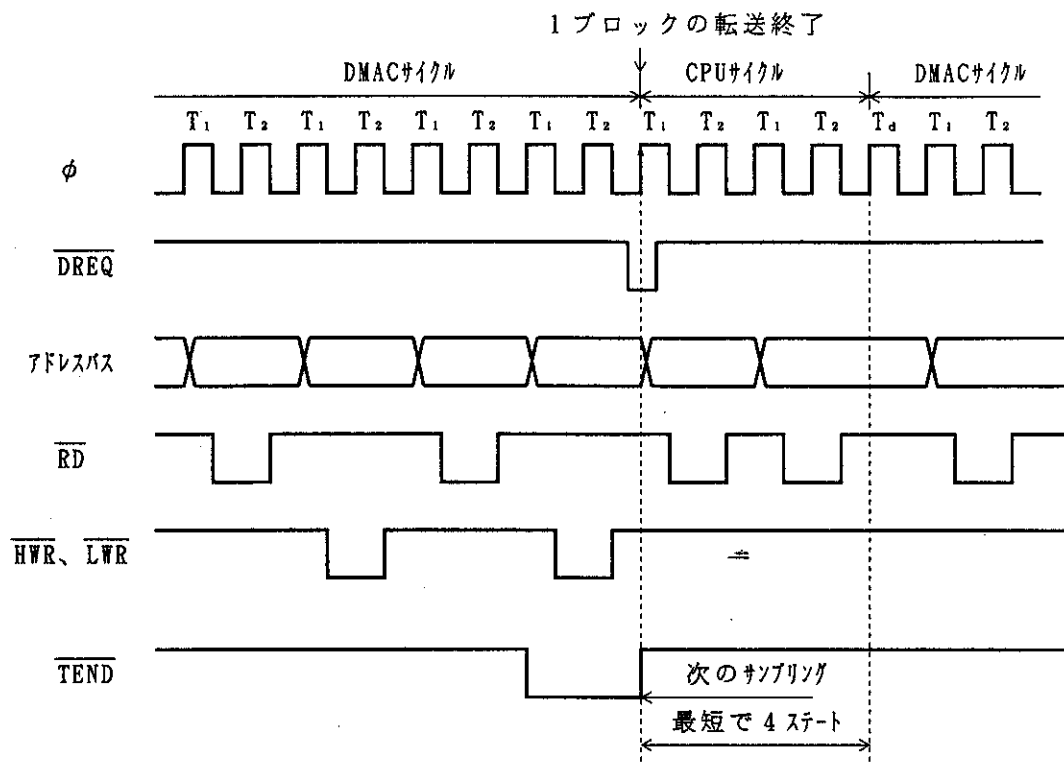 1ブロックの転送終了
DMACサイクル CPUサイクル DMACサイクル
T₁ T₂ T₁ T₂ T₁ T₂ T₁ T₂ T₁ T₂ T₁ T₂ T_d T₁ T₂
φ
DREQ
アドレスバス
RD
HWR、LWR
TEND
次のサンプリング
最短で4ステート